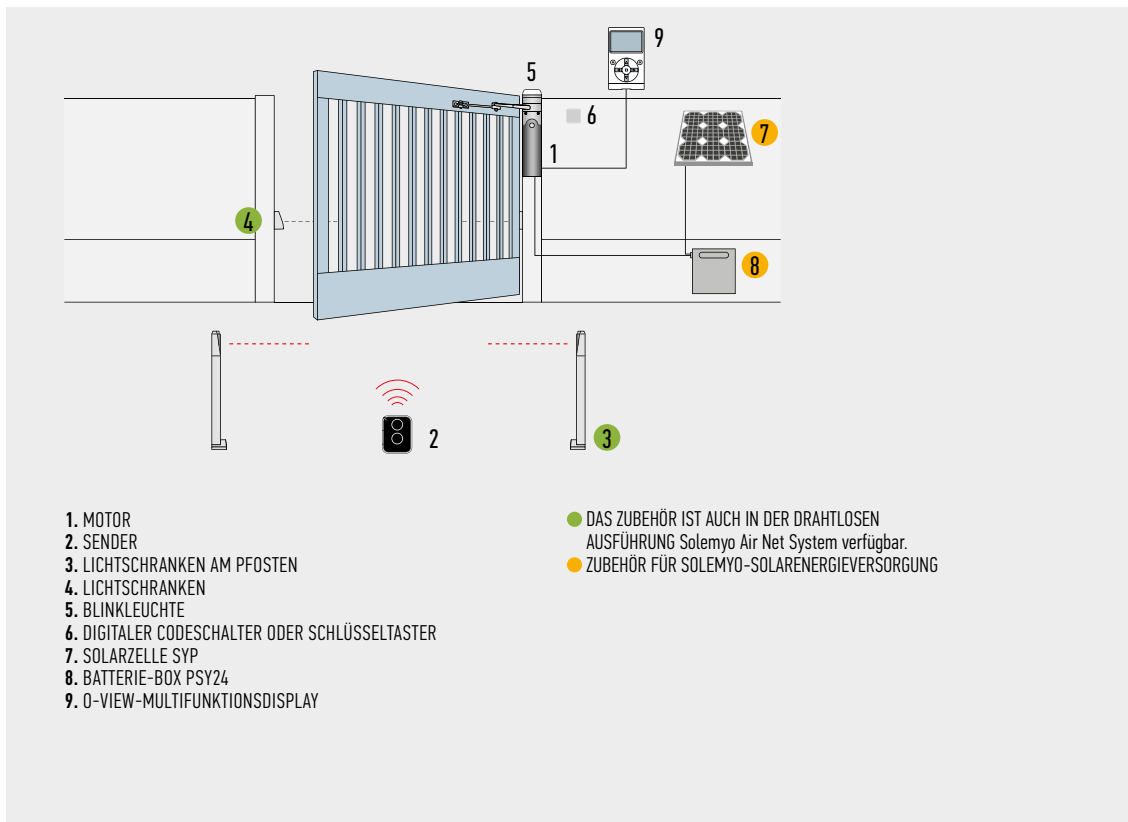 9
5
6
7
1
4
8
2
3
1. MOTOR
2. SENDER
3. LICHTSCHRANKEN AM PFOSTEN
4. LICHTSCHRANKEN
5. BLINKLEUCHTE
6. DIGITALER CODESCHALTER ODER SCHLÜSSELTASTER
7. SOLARZELLE SYP
8. BATTERIE-BOX PSY24
9. O-VIEW-MULTIFUNKTIONSDISPLAY
DAS ZUBEHÖR IST AUCH IN DER DRAHTLOSEN
AUSFÜHRUNG Solemyo Air Net System verfügbar.
ZUBEHÖR FÜR SOLEMYO-SOLARENERGIEVERSORGUNG